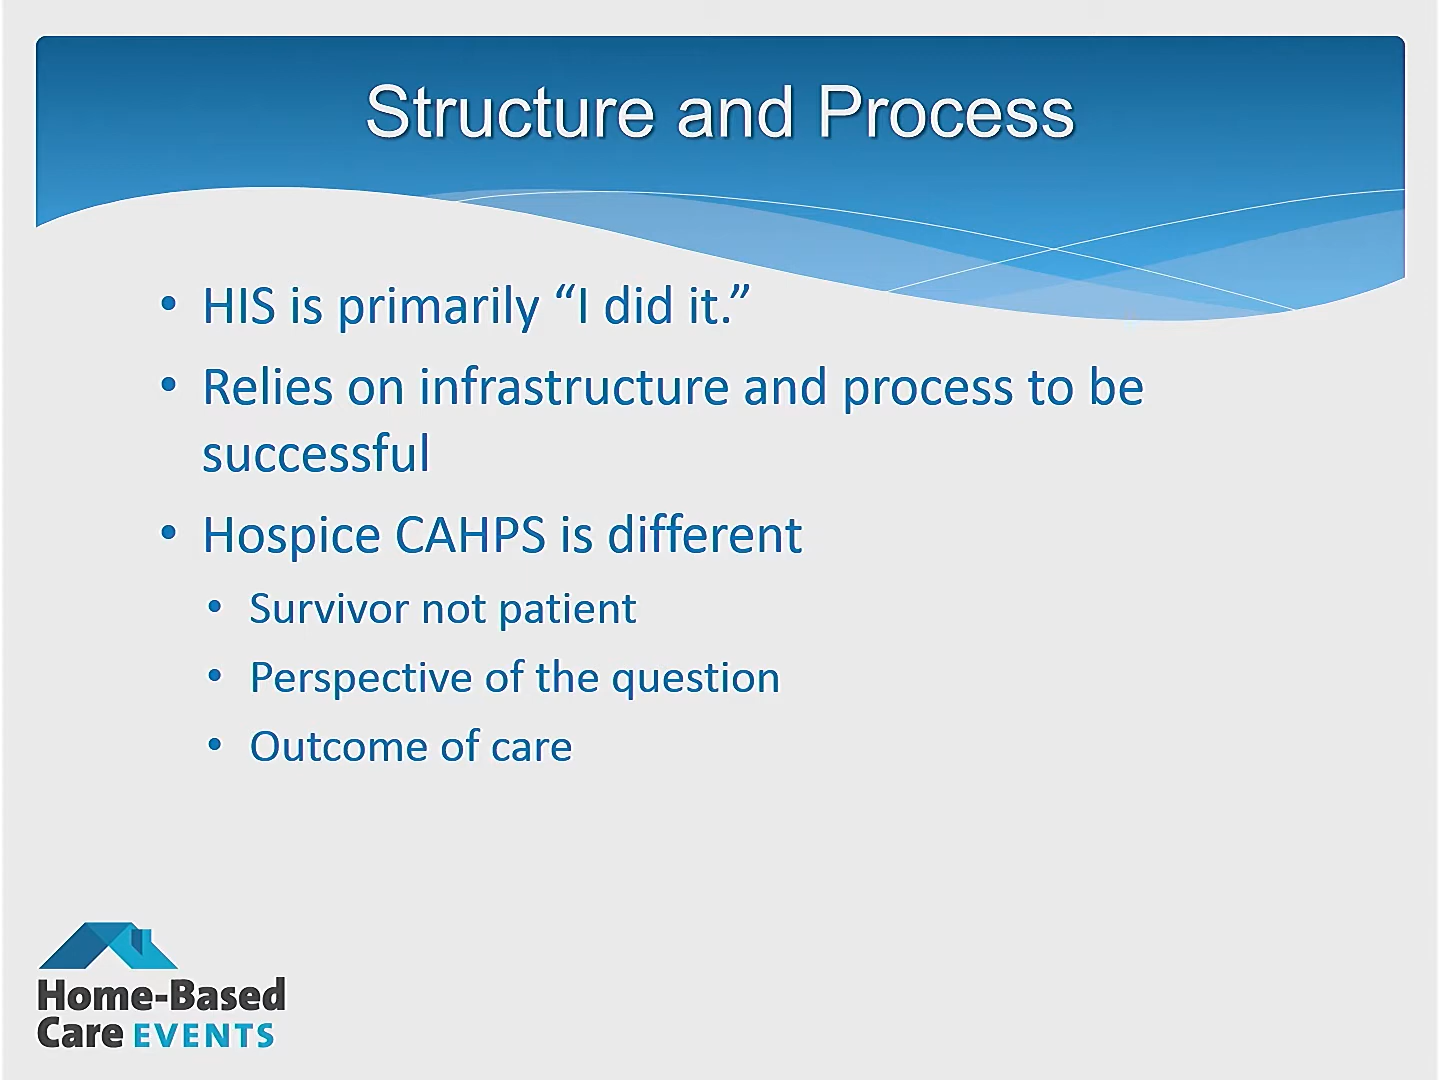 Structure and Process
• HIS is primarily “I did it.”
• Relies on infrastructure and process to be
successful
• Hospice CAHPS is different
• Survivor not patient
• Perspective of the question
• Outcome of care
Home-Based
Care EVENTS